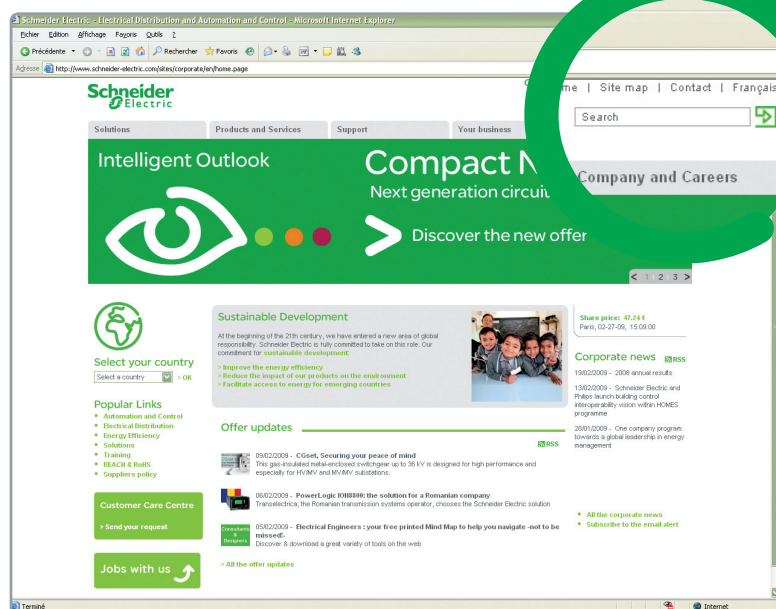 Schneider Electric - Electrical Distribution and Automation and Control - Microsoft Internet Explorer
Fichier Edition Affichage Favoris Outils ?
Précédente Rechercher Favoris
Adresse http://www.schneider-electric.com/sites/corporate/en/home.page
me | Site map | Contact | Français
Schneider
Electric
Search
Solutions Products and Services Support Your business Company and Careers
Intelligent Outlook
Compact N
Next generation circuit
Discover the new offer
< 1 2 3 >
Select your country
Select a country > OK
Popular Links
Automation and Control
Electrical Distribution
Energy Efficiency
Solutions
Training
REACH & RoHS
Suppliers policy
Customer Care Centre
> Send your request
Jobs with us
Sustainable Development
At the beginning of the 21th century, we have entered a new area of global
responsibility. Schneider Electric is fully committed to take on this role. Our
commitment for sustainable development:
> Improve the energy efficiency
> Reduce the impact of our products on the environment
> Facilitate access to energy for emerging countries
Offer updates
RSS
09/02/2009 - CGset, Securing your peace of mind
This gas-insulated metal-enclosed switchgear up to 36 kV is designed for high performance and
especially for HV/MV and MV/MV substations.
06/02/2009 - PowerLogic ION8800: the solution for a Romanian company
Transelectrica, the Romanian transmission systems operator, chooses the Schneider Electric solution
Consultants
&
Designers
05/02/2009 - Electrical Engineers : your free printed Mind Map to help you navigate -not to be
missed!-
Discover & download a great variety of tools on the web
> All the offer updates
Share price: 47.24 €
Paris, 02-27-09, 15:09:00
Corporate news RSS
19/02/2009 - 2008 annual results
13/02/2009 - Schneider Electric and
Philips launch building control
interoperability vision within HOMES
programme
28/01/2009 - One company program:
towards a global leadership in energy
management
All the corporate news
Subscribe to the email alert
Terminé Internet